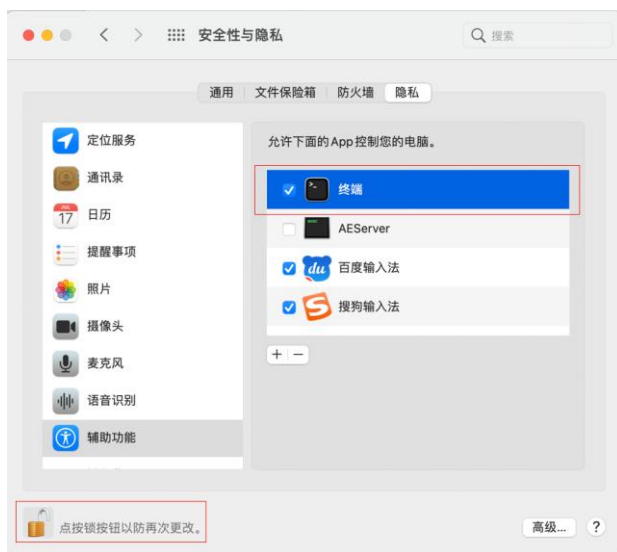 安全性与隐私
搜索
通用 文件保险箱 防火墙 隐私
定位服务
通讯录
JUL
17
日历
提醒事项
照片
摄像头
麦克风
语音识别
辅助功能
允许下面的App控制您的电脑。
终端
AEServer
du
百度输入法
S
搜狗输入法
+ −
点按锁按钮以防再次更改。
高级... ?